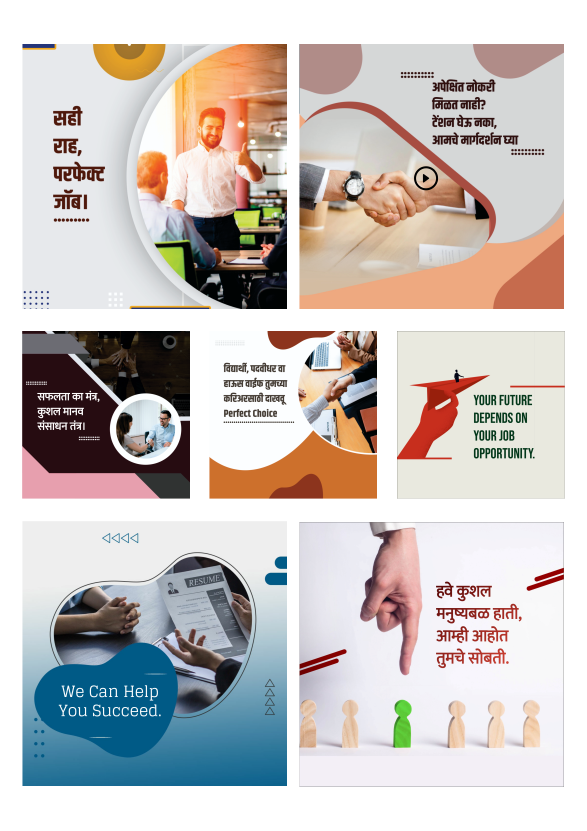 सही
राह,
परफेक्ट
जॉब।
अपेक्षित नोकरी
मिळत नाही?
टेंशन घेऊ नका,
आमचे मार्गदर्शन घ्या
सफलता का मंत्र,
कुशल मानव
संसाधन तंत्र।
विद्यार्थी, पदवीधर वा
हाऊस वाईफ तुमच्या
करिअरसाठी दाखवू
Perfect Choice
YOUR FUTURE
DEPENDS ON
YOUR JOB
OPPORTUNITY.
RESUME
We Can Help
You Succeed.
हवे कुशल
मनुष्यबळ हाती,
आम्ही आहोत
तुमचे सोबती.